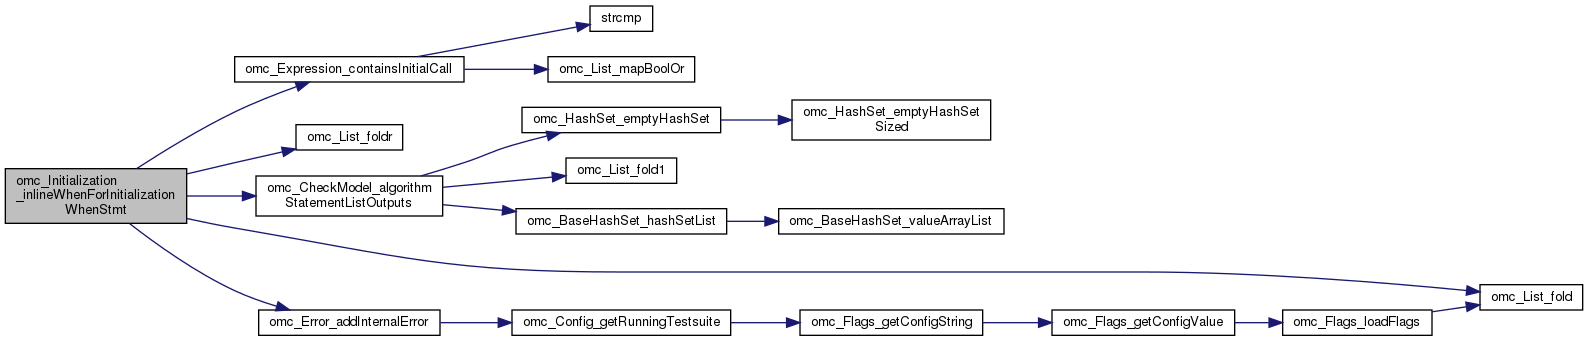 strcmp
omc_Expression_containsInitialCall
omc_List_mapBoolOr
omc_HashSet_emptyHashSet
omc_HashSet_emptyHashSet
Sized
omc_List_foldr
omc_List_fold1
omc_Initialization
_inlineWhenForInitialization
WhenStmt
omc_CheckModel_algorithm
StatementListOutputs
omc_BaseHashSet_hashSetList
omc_BaseHashSet_valueArrayList
omc_List_fold
omc_Error_addInternalError
omc_Config_getRunningTestsuite
omc_Flags_getConfigString
omc_Flags_getConfigValue
omc_Flags_loadFlags